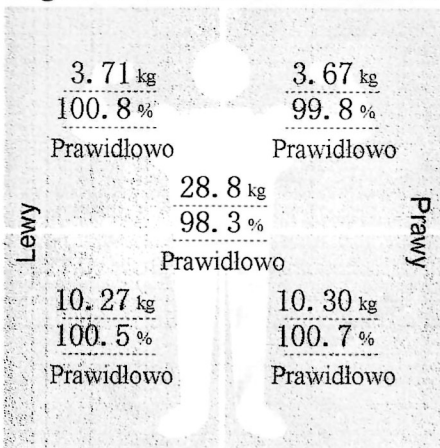 3.71 kg 3.67 kg
100.8 % 99.8 %
Prawidłowo Prawidłowo
28.8 kg
98.3 %
Prawidłowo
Lewy Prawy
10.27 kg 10.30 kg
100.5 % 100.7 %
Prawidłowo Prawidłowo